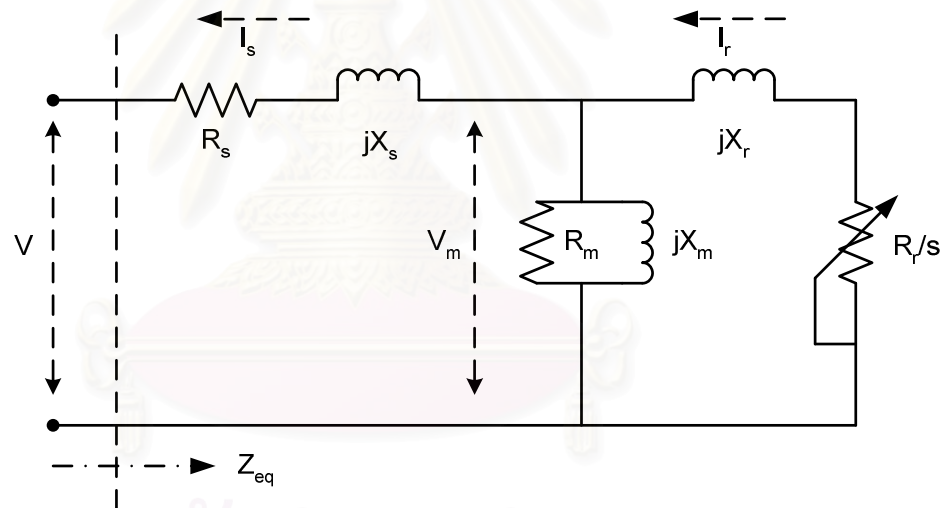 I_s
I_r
R_s
jX_s
jX_r
V
V_m
R_m
jX_m
R_r/s
Z_eq